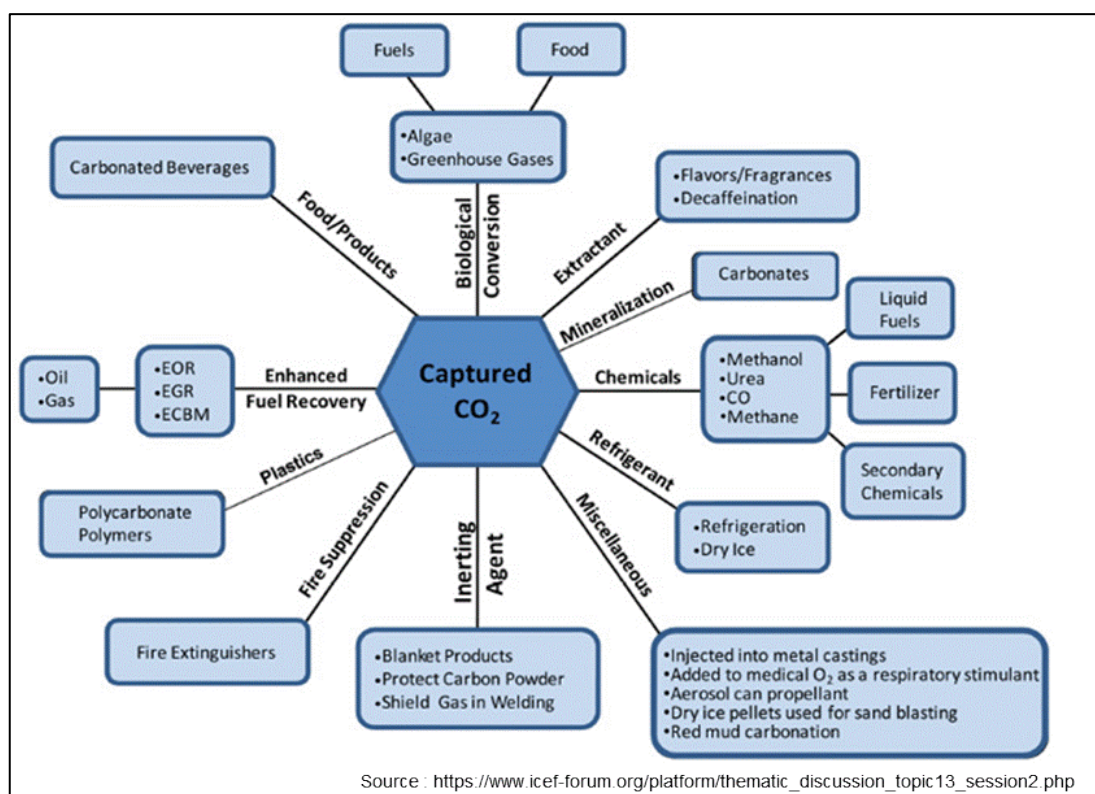 Fuels
Food
•Algae
•Greenhouse Gases
Carbonated Beverages
•Flavors/Fragrances
•Decaffeination
Food/Products
Biological
Conversion
Extractant
Mineralization
Carbonates
Liquid
Fuels
•Oil
•Gas
•EOR
•EGR
•ECBM
Enhanced
Fuel Recovery
Captured
CO₂
Chemicals
•Methanol
•Urea
•CO
•Methane
Fertilizer
Secondary
Chemicals
Plastics
Polycarbonate
Polymers
Refrigerant
•Refrigeration
•Dry Ice
Fire Suppression
Inerting
Agent
Miscellaneous
Fire Extinguishers
•Blanket Products
•Protect Carbon Powder
•Shield Gas in Welding
•Injected into metal castings
•Added to medical O₂ as a respiratory stimulant
•Aerosol can propellant
•Dry ice pellets used for sand blasting
•Red mud carbonation
Source : https://www.icef-forum.org/platform/thematic_discussion_topic13_session2.php